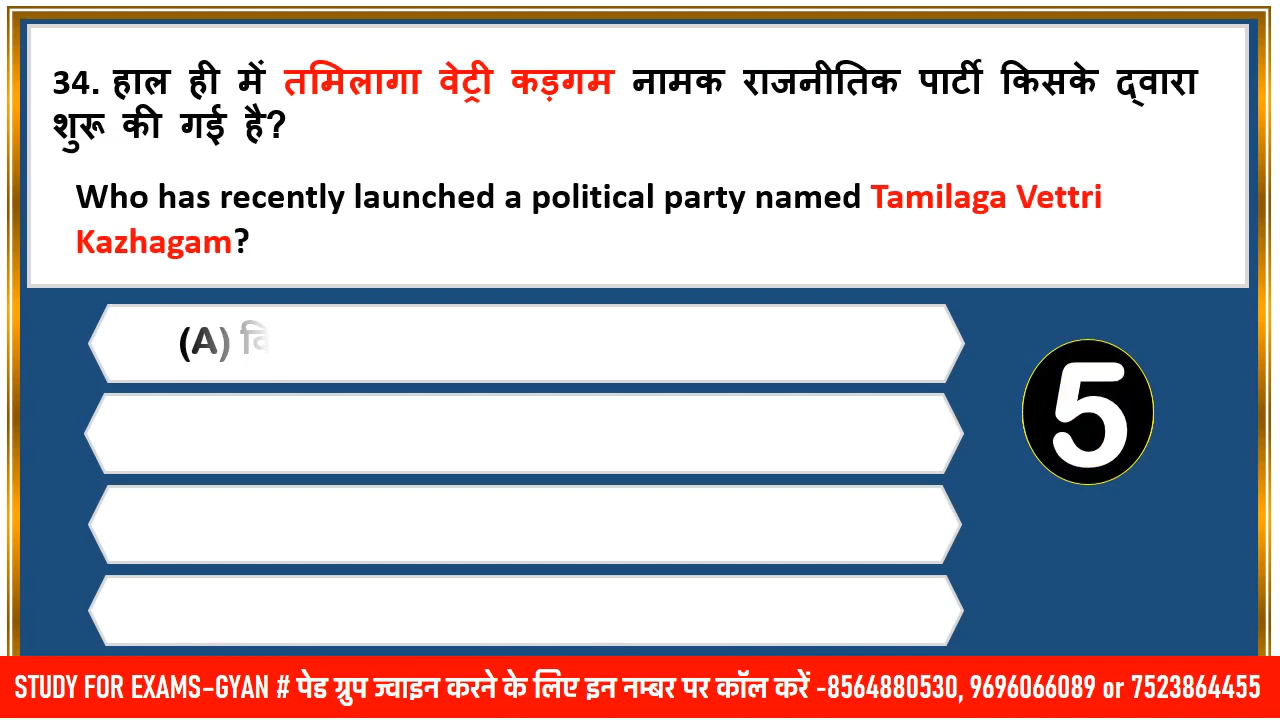 34. हाल ही में तमिलागा वेट्री कड़गम नामक राजनीतिक पार्टी किसके द्वारा
शुरू की गई है?
Who has recently launched a political party named Tamilaga Vettri
Kazhagam?
(A)
5
STUDY FOR EXAMS-GYAN # पेड ग्रुप ज्वाइन करने के लिए इन नम्बर पर कॉल करें -8564880530, 9696066089 or 7523864455